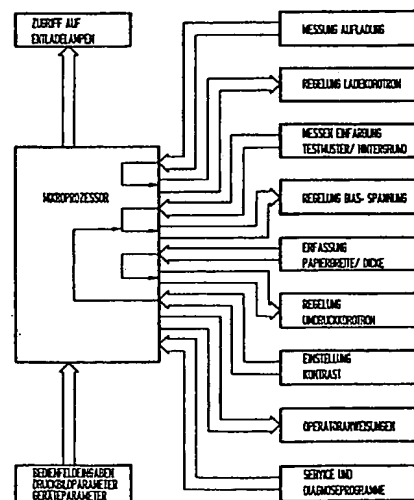 ZUGRIFF AUF
ENTLADELAMPEN
MIKROPROZESSOR
BEDIENFELDEINGABEN
DRUCKBILDPARAMETER
GERÄTEPARAMETER
MESSUNG AUFLADUNG
REGELUNG LADEKOROTRON
MESSEN EINFÄRBUNG
TESTMUSTER/ HINTERGRUND
REGELUNG BIAS- SPANNUNG
ERFASSUNG
PAPIERBREITE/ DICKE
REGELUNG
UMDRUCKKOROTRON
EINSTELLUNG
KONTRAST
OPERATORANWEISUNGEN
SERVICE UND
DIAGNOSEPROGRAMME